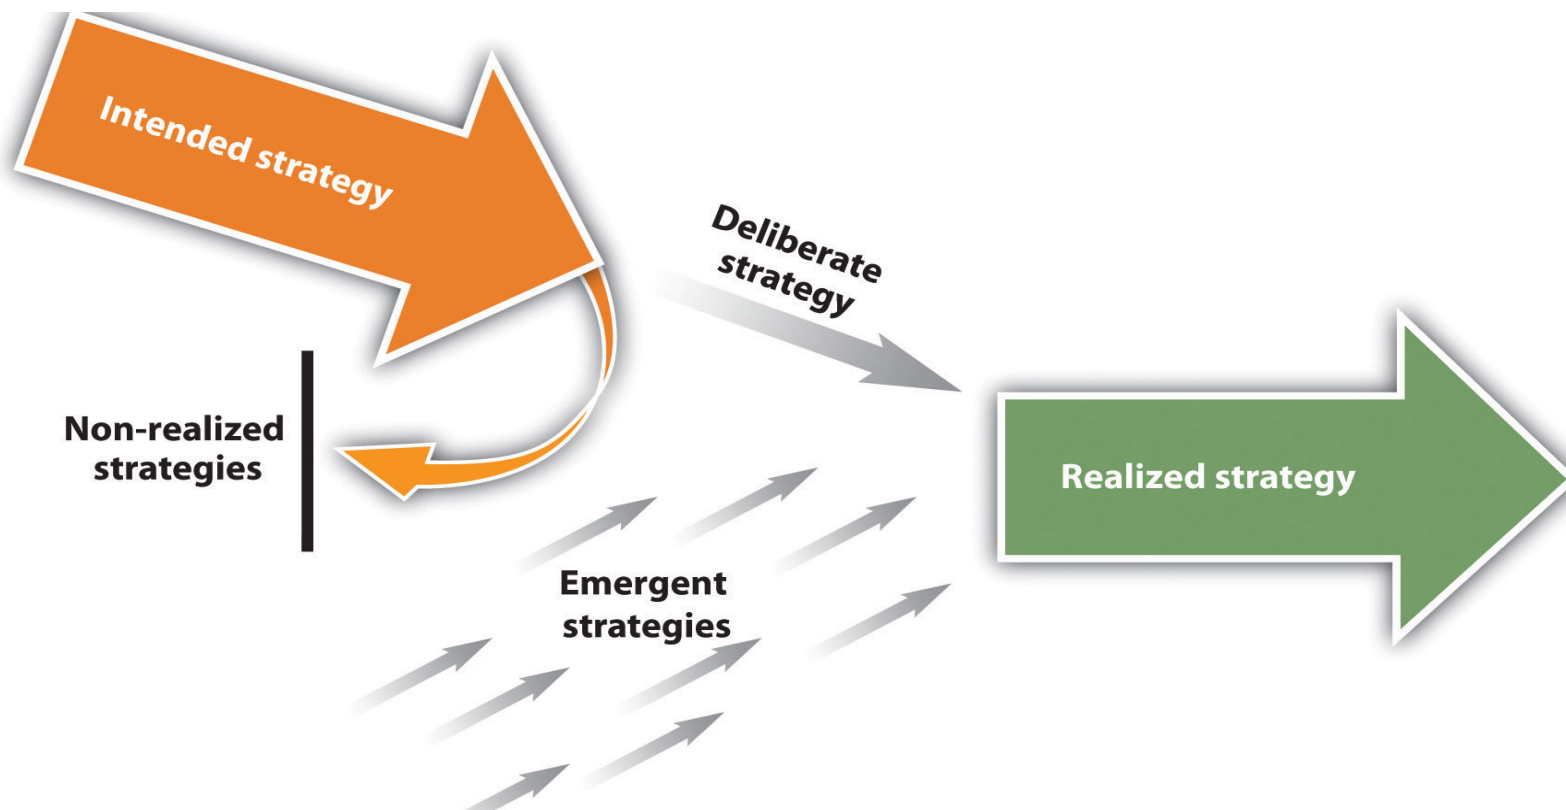 Intended strategy
Deliberate
strategy
Non-realized
strategies
Realized strategy
Emergent
strategies